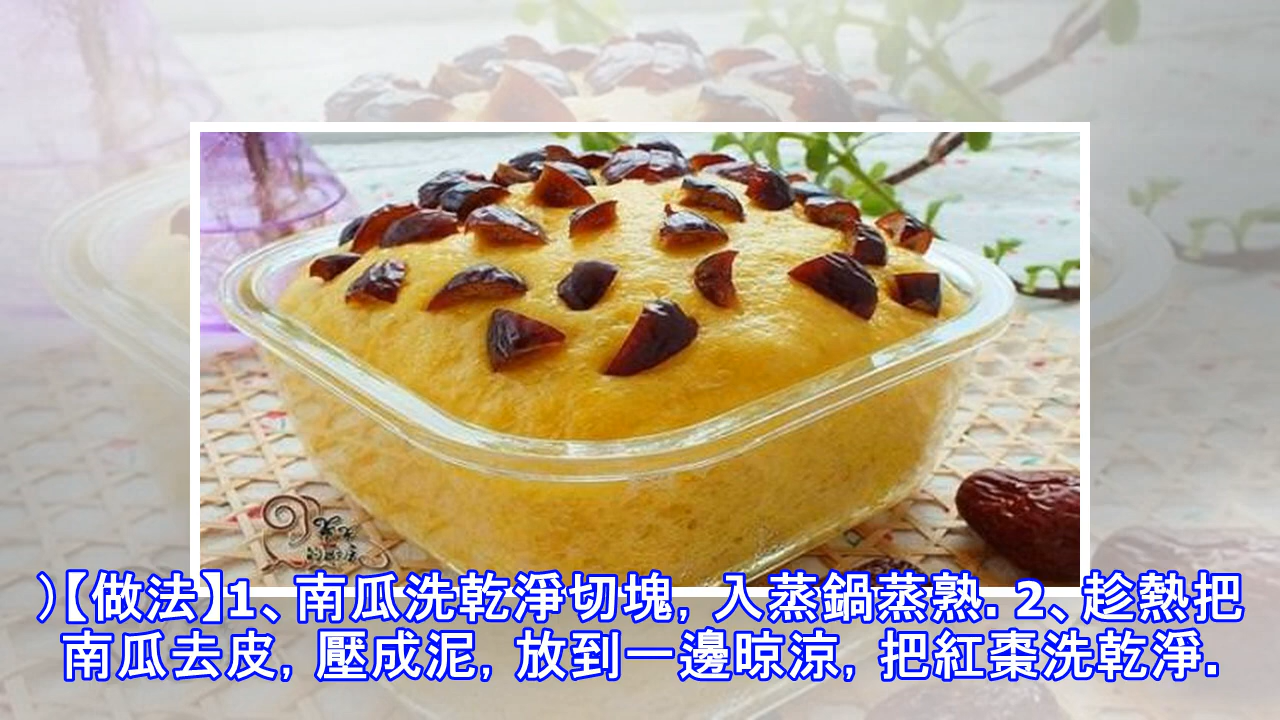 )【做法】1、南瓜洗乾淨切塊, 入蒸鍋蒸熟. 2、趁熱把
南瓜去皮, 壓成泥, 放到一邊晾涼, 把紅棗洗乾淨.